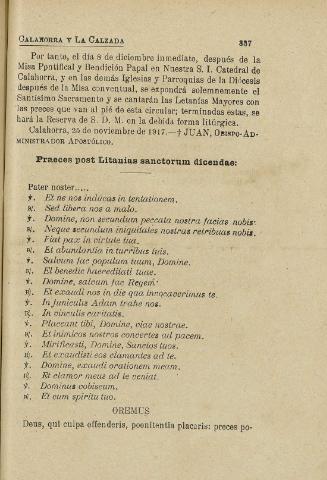 CALAHORRA Y LA CALZADA 337
Por tanto, el día 8 de diciembre inmediato, después de la
Misa Pontifical y Bendición Papal en Nuestra S. I. Catedral de
Calahorra, y en las demás Iglesias y Parroquias de la Diócesis
después de la Misa conventual, se expondrá solemnemente el
Santísimo Sacramento y se cantarán las Letanías Mayores con
las preces que van al pié de esta circular; terminadas estas, se
hará la Reserva de S. D. M. en la debida forma litúrgica.
Calahorra, 25 de noviembre de 1917.—† JUAN, OBISPO-AD-
MINISTRADOR APOSTÓLICO.
Praeces post Litanias sanctorum dicendae:
Pater noster.....
℣. Et ne nos indúcas in tentationem.
℟. Sed libera nos a malo.
℣. Domine, non secundum peccata nostra facias nobis.
℟. Neque secundum iniquitates nostras retribuas nobis.
℣. Fiat pax in virtute tua.
℟. Et abundantia in turribus tuis.
℣. Salvum fac populum tuum, Domine.
℟. Et benedic haereditati tuae.
℣. Domine, salvum fac Regem.
℟. Et exaudi nos in die qua invocaverimus te.
℣. In funiculis Adam trahe nos.
℟. In vinculis caritatis.
℣. Placeant tibi, Domine, viae nostrae.
℟. Et inimicos nostros convertes ad pacem.
℣. Mirificasti, Domine, Sanctos tuos.
℟. Et exaudisti eos clamantes ad te.
℣. Domine, exaudi orationem meam.
℟. Et clamor meus ad te veniat.
℣. Dominus vobiscum.
℟. Et cum spiritu tuo.
OREMUS
Deus, qui culpa offenderis, poenitentia placaris: preces po-